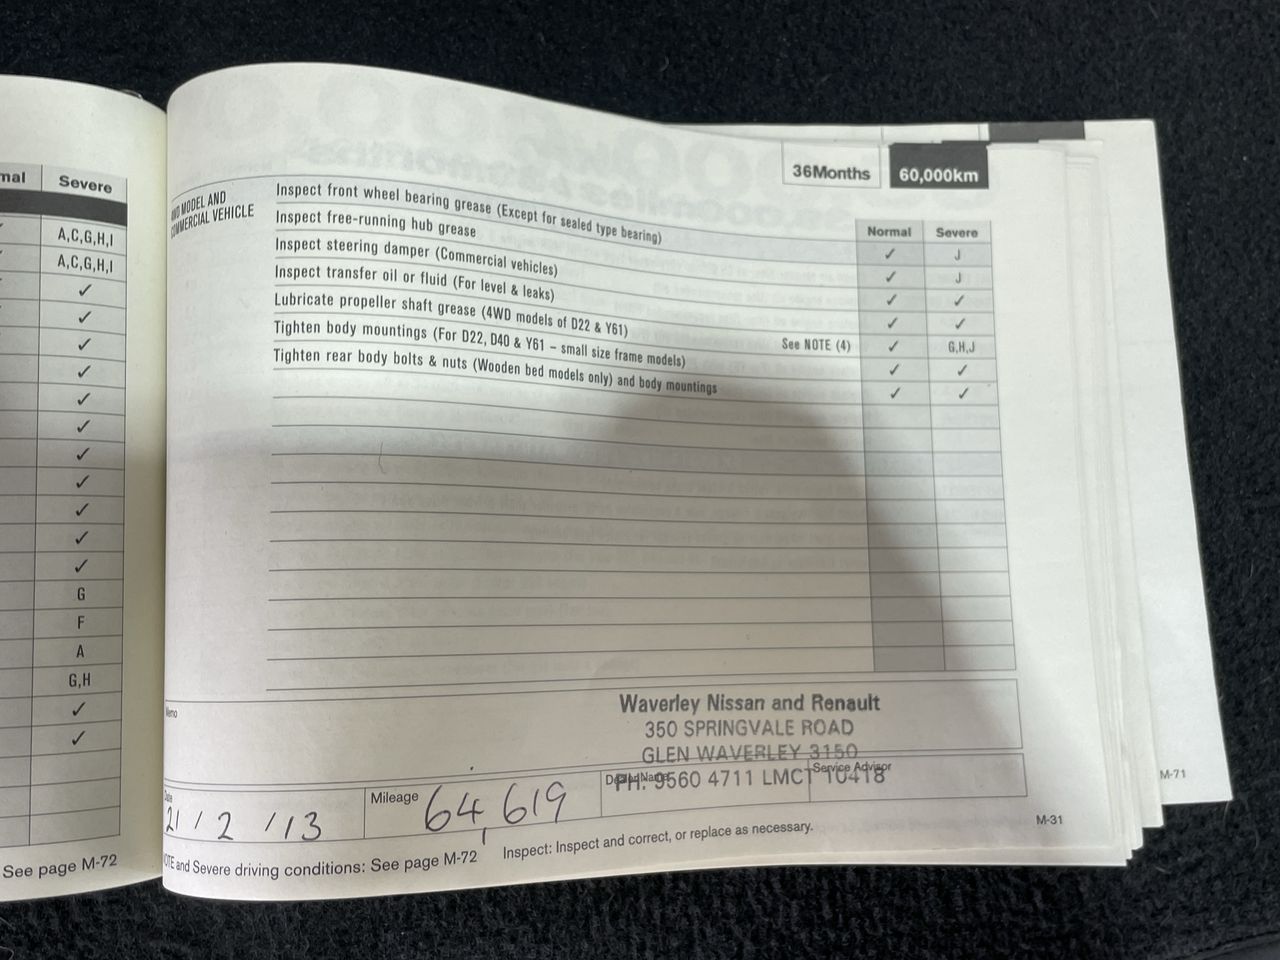 mal Severe
A,C,G,H,I
A,C,G,H,I
✓
✓
✓
✓
✓
✓
✓
✓
✓
✓
✓
G
F
A
G,H
✓
✓
See page M-72
36Months 60,000km
MODEL AND
COMMERCIAL VEHICLE
Normal Severe
Inspect front wheel bearing grease (Except for sealed type bearing) ✓ J
Inspect free-running hub grease ✓ J
Inspect steering damper (Commercial vehicles) ✓ ✓
Inspect transfer oil or fluid (For level & leaks) ✓ ✓
Lubricate propeller shaft grease (4WD models of D22 & Y61) See NOTE (4) ✓ G,H,J
Tighten body mountings (For D22, D40 & Y61 – small size frame models) ✓ ✓
Tighten rear body bolts & nuts (Wooden bed models only) and body mountings ✓ ✓
Memo
Waverley Nissan and Renault
350 SPRINGVALE ROAD
GLEN WAVERLEY 3150
PH: 9560 4711 LMCT 10418
Date 21/2/13 Mileage 64,619 Service Advisor
NOTE and Severe driving conditions: See page M-72 Inspect: Inspect and correct, or replace as necessary.
M-31
M-71